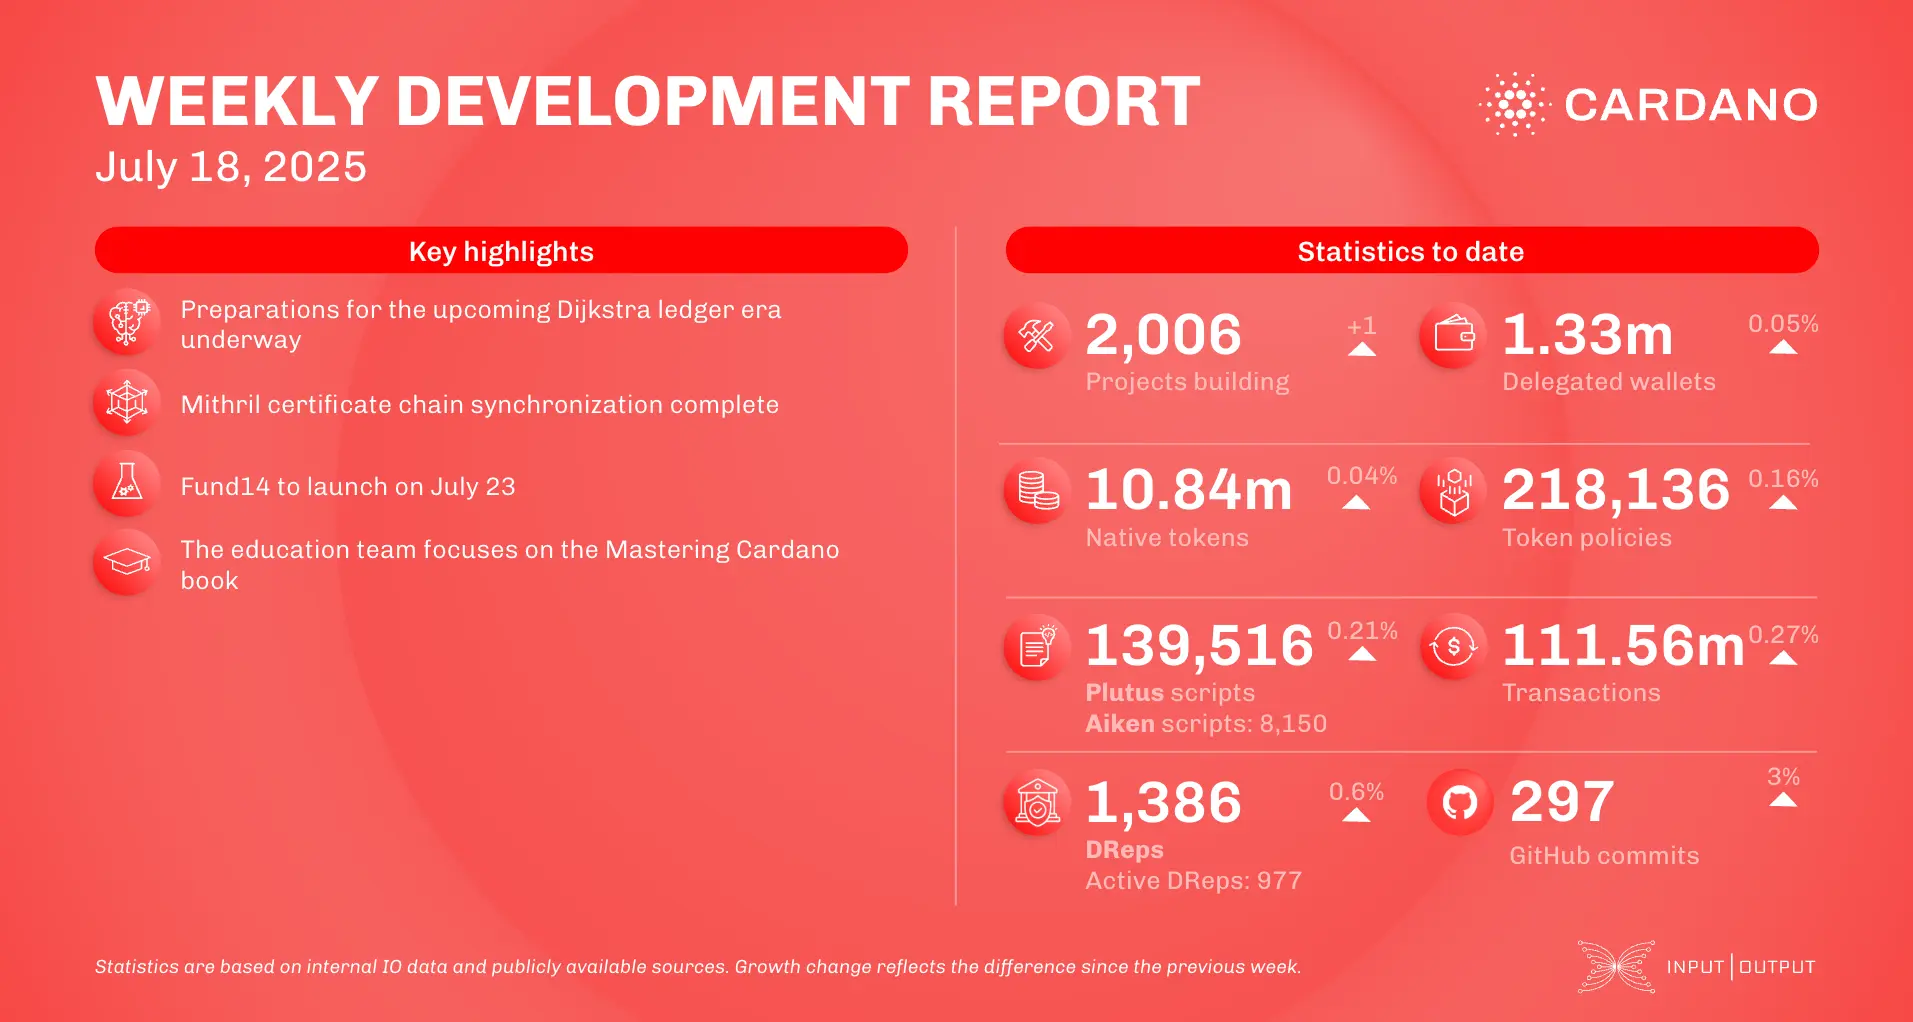 WEEKLY DEVELOPMENT REPORT
July 18, 2025
CARDANO
Key highlights
Preparations for the upcoming Dijkstra ledger era
underway
Mithril certificate chain synchronization complete
Fund14 to launch on July 23
The education team focuses on the Mastering Cardano
book
Statistics to date
2,006
+1
Projects building
1.33m
0.05%
Delegated wallets
10.84m
0.04%
Native tokens
218,136
0.16%
Token policies
139,516
0.21%
Plutus scripts
Aiken scripts: 8,150
111.56m
0.27%
Transactions
$
1,386
0.6%
DReps
Active DReps: 977
297
3%
GitHub commits
Statistics are based on internal IO data and publicly available sources. Growth change reflects the difference since the previous week.
INPUT | OUTPUT